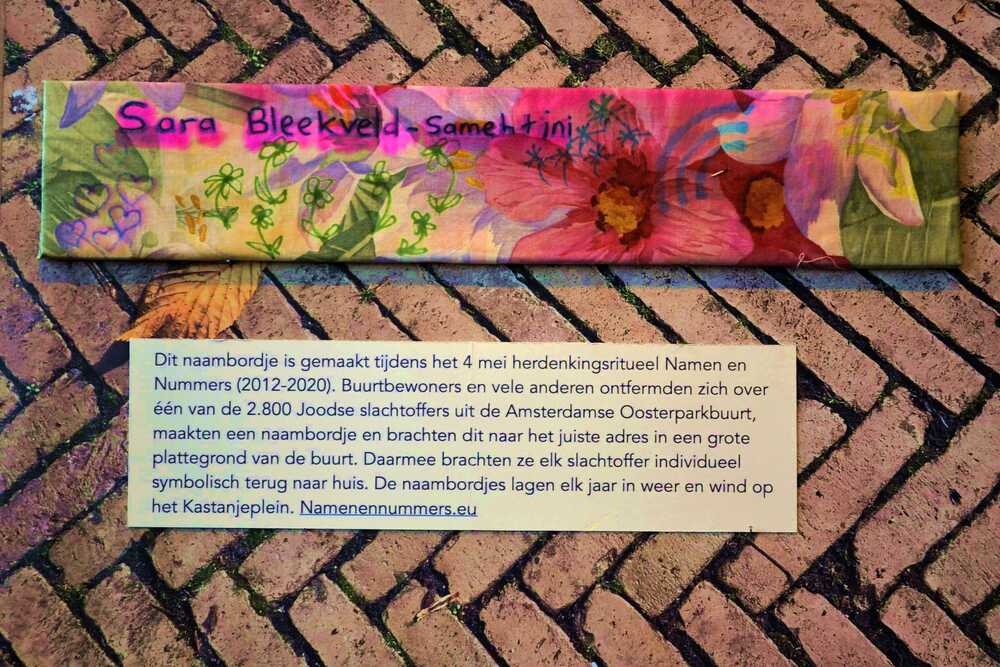 Sara Bleekveld-Samehtini
Dit naambordje is gemaakt tijdens het 4 mei herdenkingsritueel Namen en
Nummers (2012-2020). Buurtbewoners en vele anderen ontfermden zich over
één van de 2.800 Joodse slachtoffers uit de Amsterdamse Oosterparkbuurt,
maakten een naambordje en brachten dit naar het juiste adres in een grote
plattegrond van de buurt. Daarmee brachten ze elk slachtoffer individueel
symbolisch terug naar huis. De naambordjes lagen elk jaar in weer en wind op
het Kastanjeplein. Namenennummers.eu